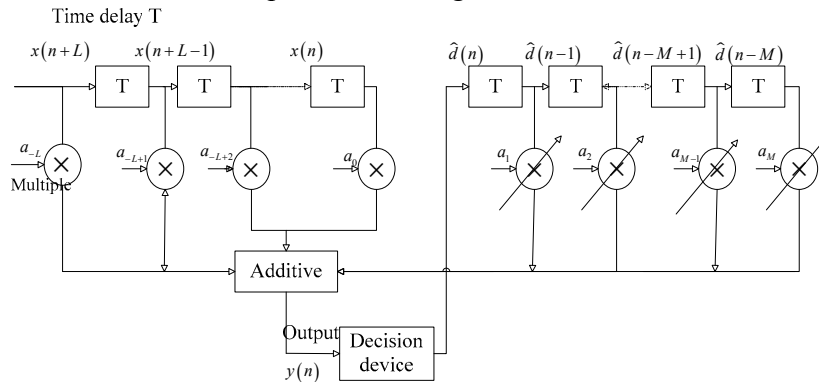 Time delay T
x(n+L) x(n+L-1) x(n) d̂(n) d̂(n-1) d̂(n-M+1) d̂(n-M)
T T T T T T T
a_{-L} a_{-L+1} a_{-L+2} a_0 a_1 a_2 a_{M-1} a_M
× × × × × × × ×
Multiple
Additive
Output
Decision
device
y(n)